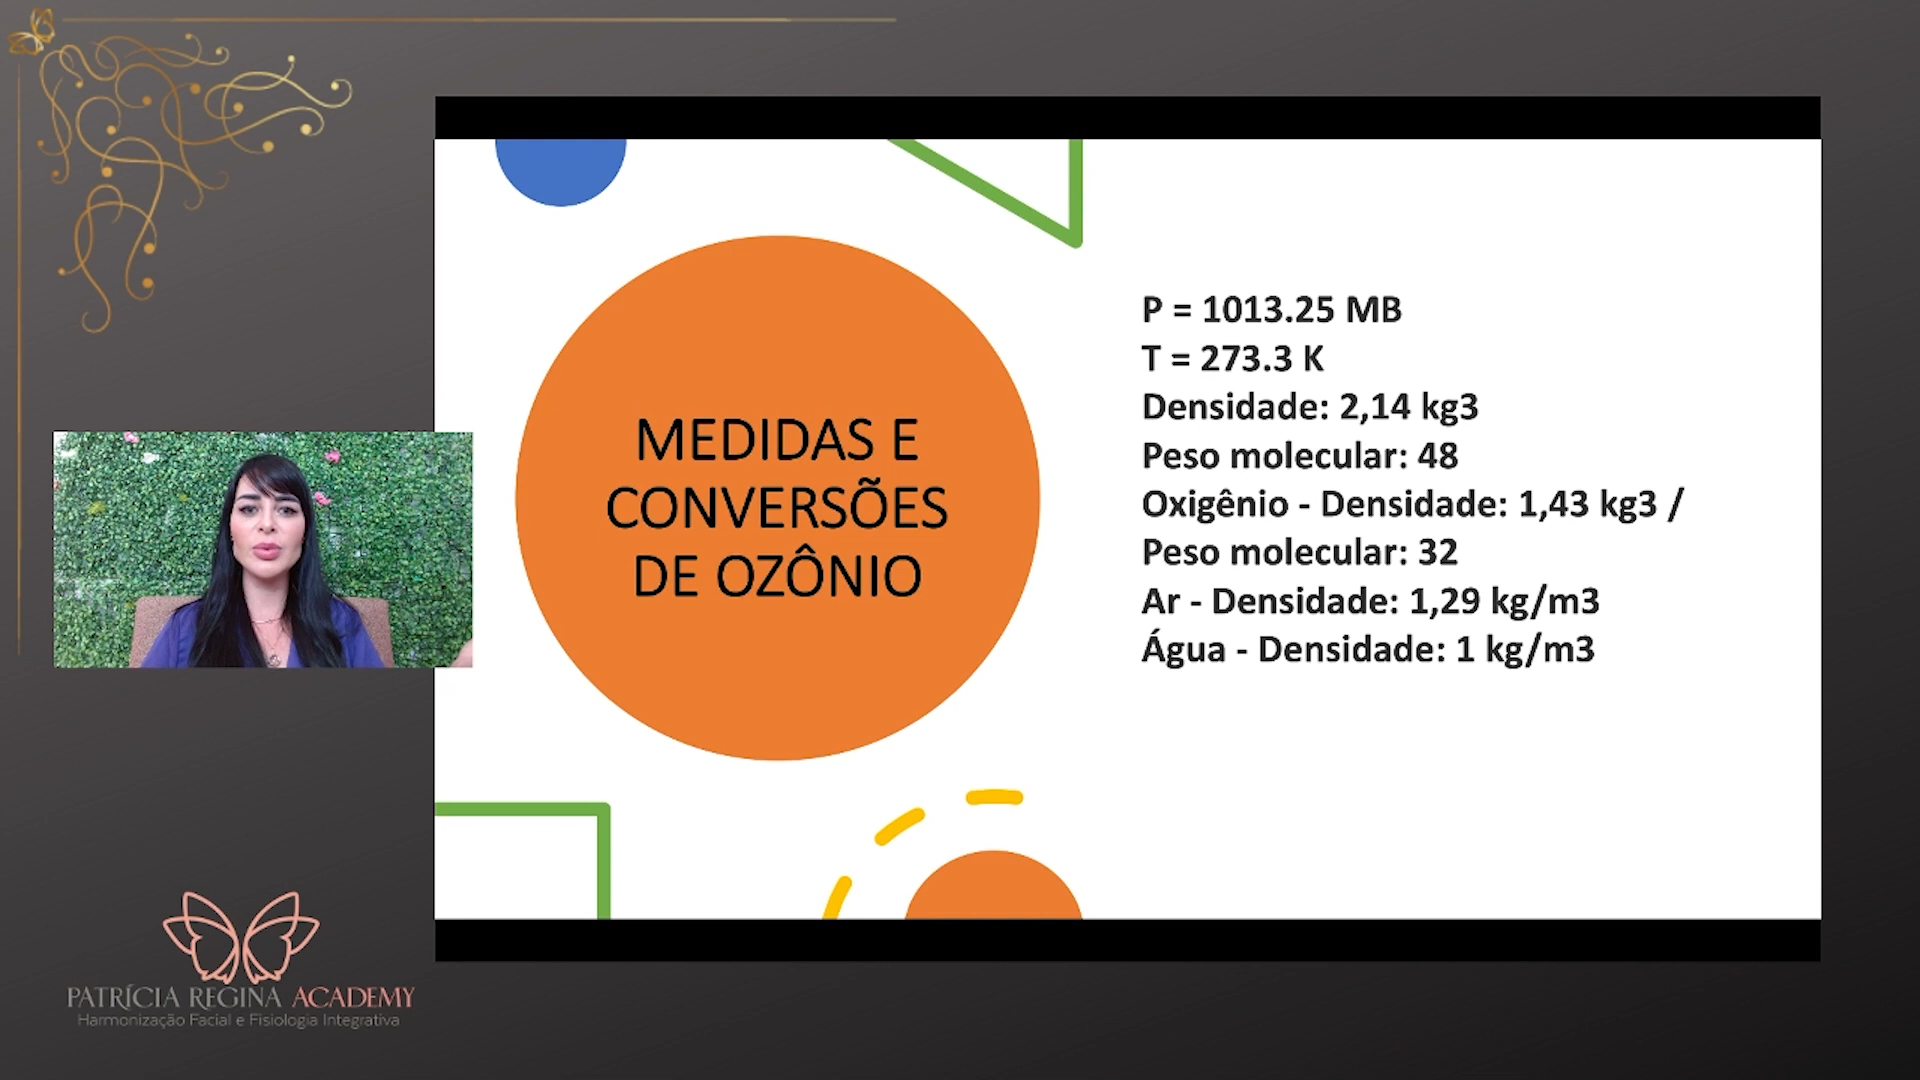 MEDIDAS E
CONVERSÕES
DE OZÔNIO
P = 1013.25 MB
T = 273.3 K
Densidade: 2,14 kg3
Peso molecular: 48
Oxigênio - Densidade: 1,43 kg3 /
Peso molecular: 32
Ar - Densidade: 1,29 kg/m3
Água - Densidade: 1 kg/m3
PATRÍCIA REGINA ACADEMY
Harmonização Facial e Fisiologia Integrativa